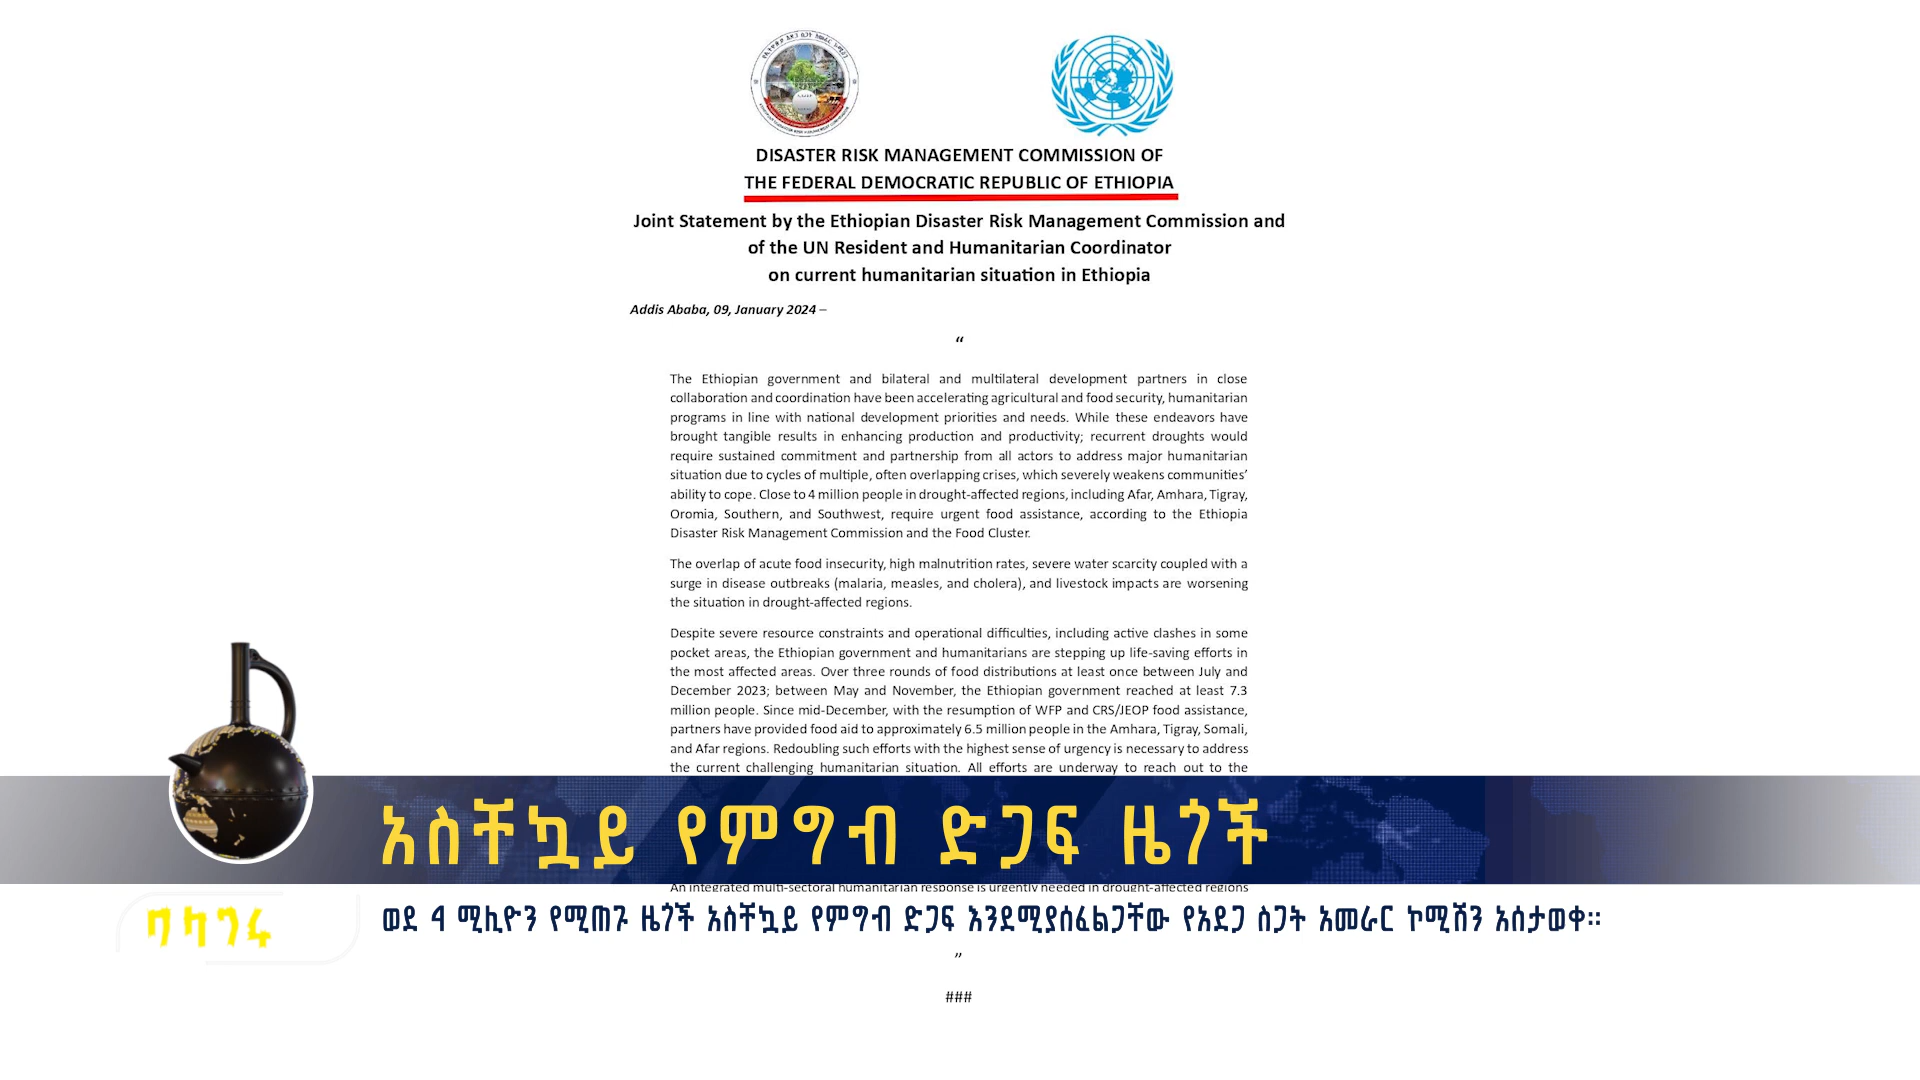 DISASTER RISK MANAGEMENT COMMISSION OF
THE FEDERAL DEMOCRATIC REPUBLIC OF ETHIOPIA
Joint Statement by the Ethiopian Disaster Risk Management Commission and
of the UN Resident and Humanitarian Coordinator
on current humanitarian situation in Ethiopia
Addis Ababa, 09, January 2024 –
“
The Ethiopian government and bilateral and multilateral development partners in close
collaboration and coordination have been accelerating agricultural and food security, humanitarian
programs in line with national development priorities and needs. While these endeavors have
brought tangible results in enhancing production and productivity; recurrent droughts would
require sustained commitment and partnership from all actors to address major humanitarian
situation due to cycles of multiple, often overlapping crises, which severely weakens communities’
ability to cope. Close to 4 million people in drought-affected regions, including Afar, Amhara, Tigray,
Oromia, Southern, and Southwest, require urgent food assistance, according to the Ethiopia
Disaster Risk Management Commission and the Food Cluster.
The overlap of acute food insecurity, high malnutrition rates, severe water scarcity coupled with a
surge in disease outbreaks (malaria, measles, and cholera), and livestock impacts are worsening
the situation in drought-affected regions.
Despite severe resource constraints and operational difficulties, including active clashes in some
pocket areas, the Ethiopian government and humanitarians are stepping up life-saving efforts in
the most affected areas. Over three rounds of food distributions at least once between July and
December 2023; between May and November, the Ethiopian government reached at least 7.3
million people. Since mid-December, with the resumption of WFP and CRS/JEOP food assistance,
partners have provided food aid to approximately 6.5 million people in the Amhara, Tigray, Somali,
and Afar regions. Redoubling such efforts with the highest sense of urgency is necessary to address
the current challenging humanitarian situation. All efforts are underway to reach out to the
አስቸኳይ የምግብ ድጋፍ ዜጎች
An integrated multi-sectoral humanitarian response is urgently needed in drought-affected regions
ባላገሩ
ወደ 4 ሚሊዮን የሚጠጉ ዜጎች አስቸኳይ የምግብ ድጋፍ እንደሚያስፈልጋቸው የአደጋ ስጋት አመራር ኮሚሽን አሰታወቀ።
”
###